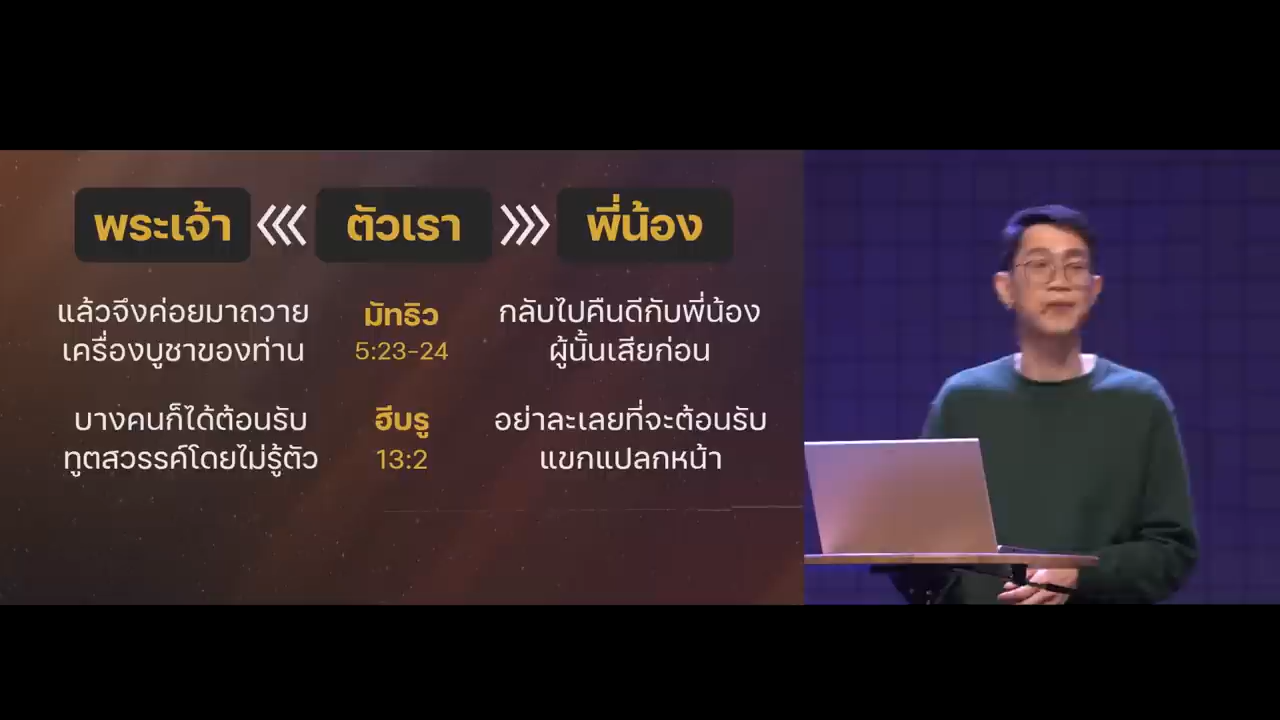 พระเจ้า ตัวเรา พี่น้อง
แล้วจึงค่อยมาถวาย
เครื่องบูชาของท่าน
มัทธิว
5:23-24
กลับไปคืนดีกับพี่น้อง
ผู้นั้นเสียก่อน
บางคนก็ได้ต้อนรับ
ทูตสวรรค์โดยไม่รู้ตัว
ฮีบรู
13:2
อย่าละเลยที่จะต้อนรับ
แขกแปลกหน้า